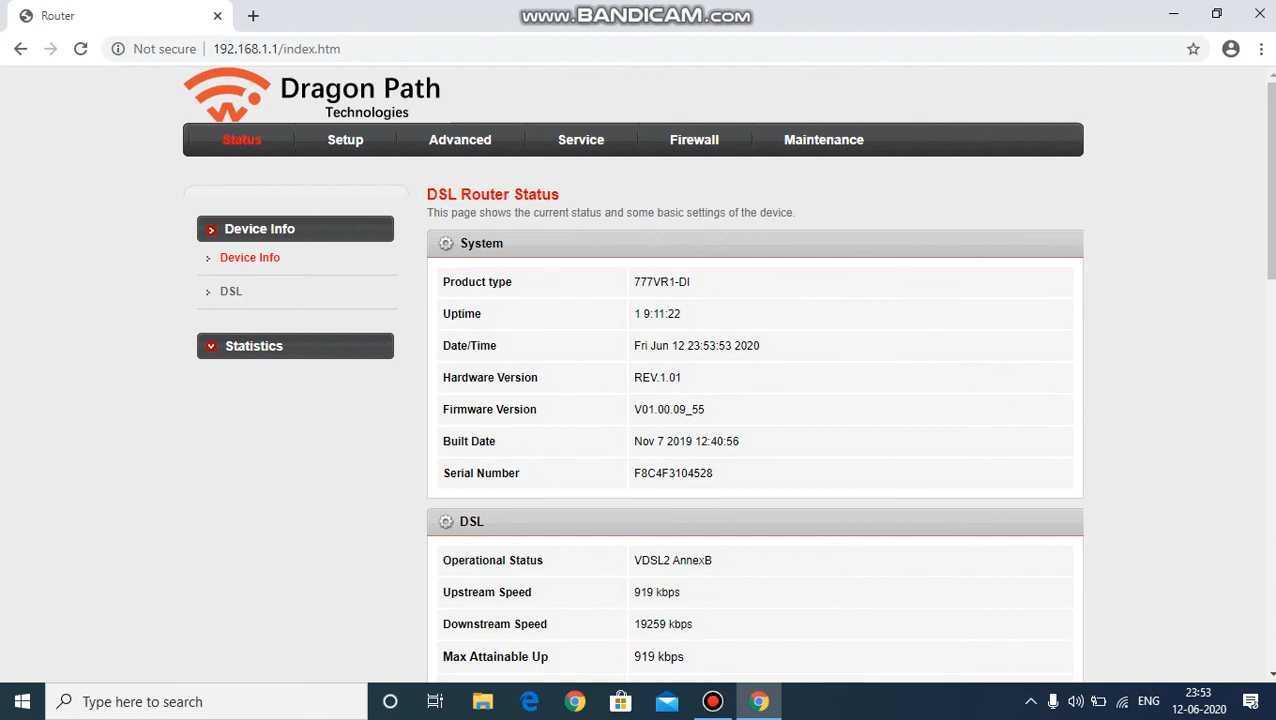 www.BANDICAM.com
Router
Not secure
192.168.1.1/index.htm
Dragon Path
Technologies
Status
Setup
Advanced
Service
Firewall
Maintenance
Device Info
Device Info
DSL
Statistics
DSL Router Status
This page shows the current status and some basic settings of the device.
System
Product type 777VR1-DI
Uptime 1 9:11:22
Date/Time Fri Jun 12 23:53:53 2020
Hardware Version REV.1.01
Firmware Version V01.00.09_55
Built Date Nov 7 2019 12:40:56
Serial Number F8C4F3104528
DSL
Operational Status VDSL2 AnnexB
Upstream Speed 919 kbps
Downstream Speed 19259 kbps
Max Attainable Up 919 kbps
Type here to search
ENG
23:53
12-06-2020